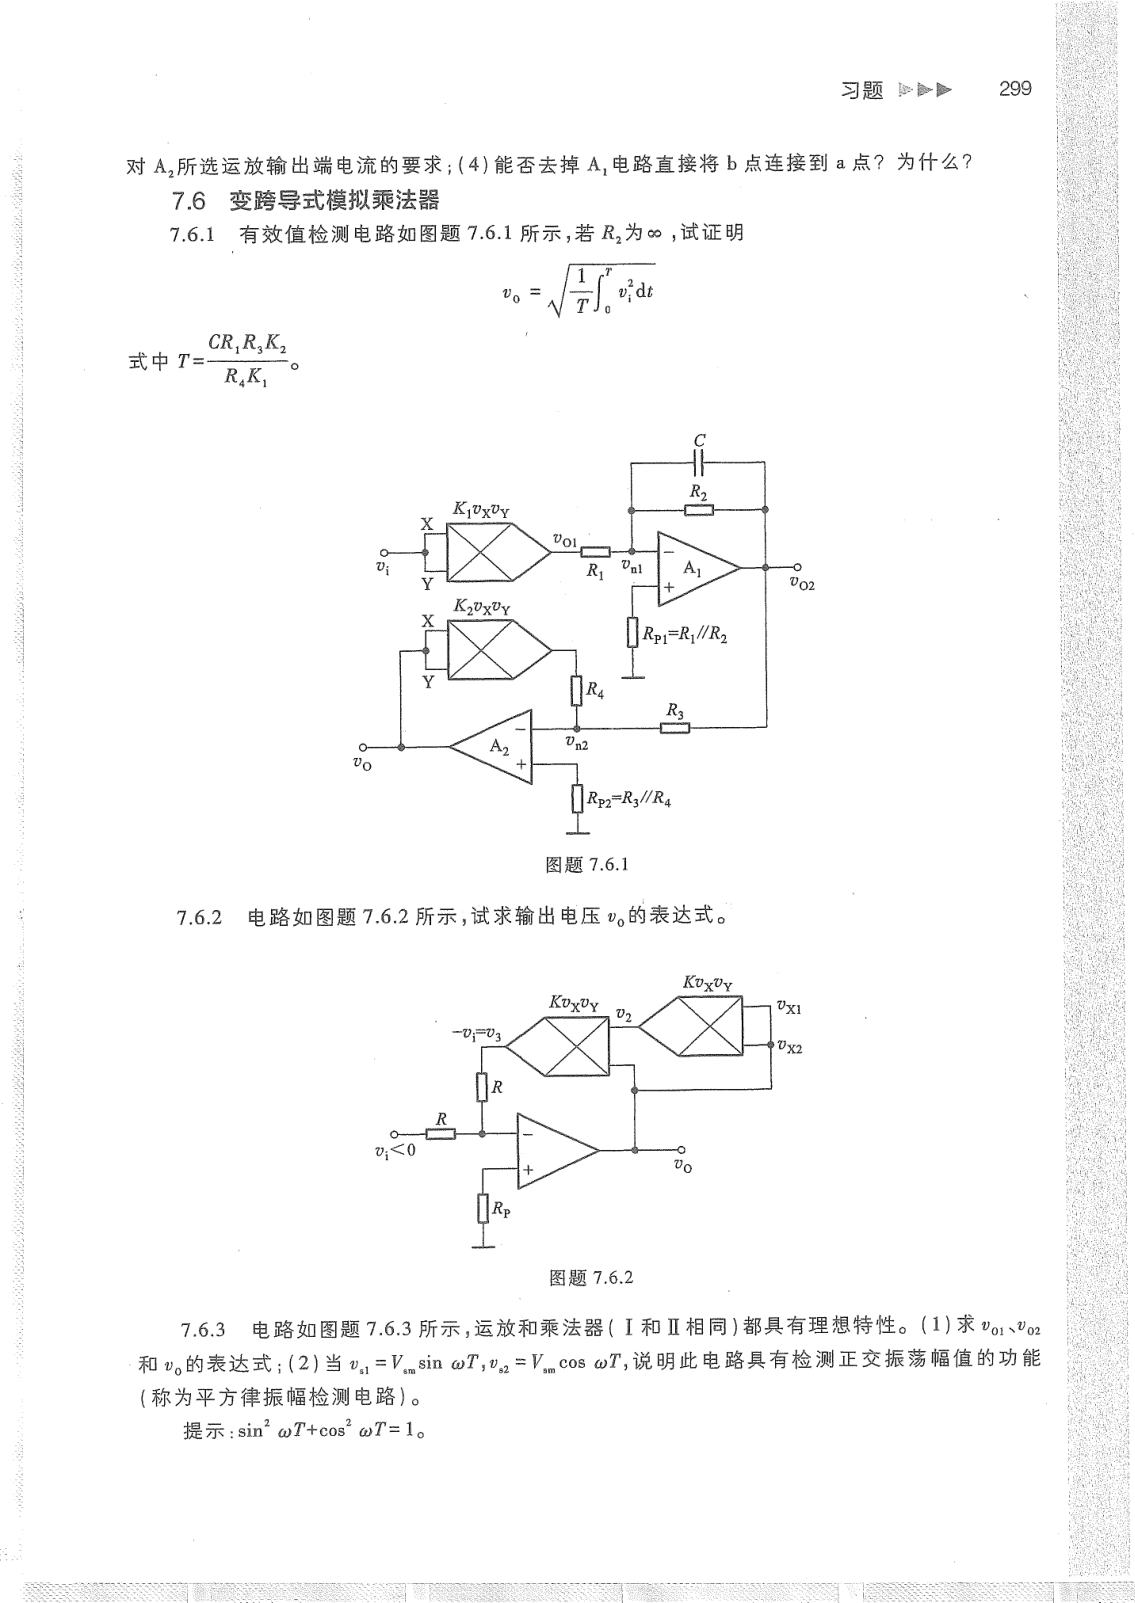 习题 299
对 A₂所选运放输出端电流的要求;(4)能否去掉 A₁电路直接将 b 点连接到 a 点? 为什么?
7.6 变跨导式模拟乘法器
7.6.1 有效值检测电路如图题 7.6.1 所示,若 R₂为∞,试证明
vₒ = √(1/T ∫₀ᵀ vᵢ²dt)
式中 T=CR₁R₃K₂/R₄K₁。
C
R₂
K₁vXvY
X
vO1
vi
R₁
vn1
A₁
−
+
vO2
Y
K₂vXvY
X
RP1=R₁//R₂
Y
R₄
R₃
A₂
−
+
vn2
vO
RP2=R₃//R₄
图题 7.6.1
7.6.2 电路如图题 7.6.2 所示,试求输出电压 vₒ的表达式。
KvXvY
KvXvY
v₂
vX1
−vi=v₃
vX2
R
R
vi<0
−
+
vO
RP
图题 7.6.2
7.6.3 电路如图题 7.6.3 所示,运放和乘法器(Ⅰ和Ⅱ相同)都具有理想特性。(1)求 vₒ₁、vₒ₂
和 vₒ的表达式;(2)当 vₛ₁=Vₛₘsin ωT,vₛ₂=Vₛₘcos ωT,说明此电路具有检测正交振荡幅值的功能
(称为平方律振幅检测电路)。
提示:sin² ωT+cos² ωT=1。